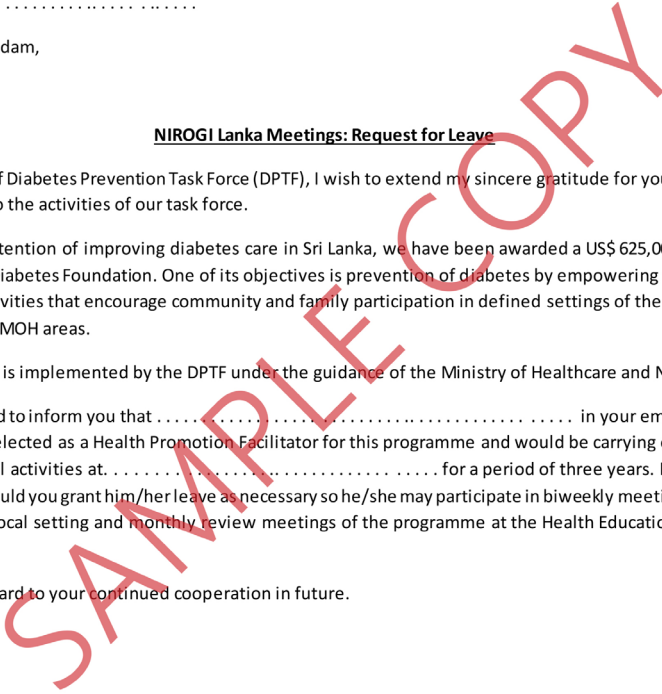 . . . . . . . . . . .. . . . . . .. . . . . .
dam,
NIROGI Lanka Meetings: Request for Leave
f Diabetes Prevention Task Force (DPTF), I wish to extend my sincere gratitude for you
o the activities of our task force.
tention of improving diabetes care in Sri Lanka, we have been awarded a US$ 625,00
iabetes Foundation. One of its objectives is prevention of diabetes by empowering
vities that encourage community and family participation in defined settings of the
MOH areas.
is implemented by the DPTF under the guidance of the Ministry of Healthcare and N
d to inform you that . . . . . . . . . . . . . . . . . . . . . . . . . . . .. . . . . . . . . . . . . . . . . in your em
elected as a Health Promotion Facilitator for this programme and would be carrying
l activities at. . . . . . . . . . . . . . . . . .. . . . . . . . . . . . . . . . . . for a period of three years.
uld you grant him/her leave as necessary so he/she may participate in biweekly meeti
ocal setting and monthly review meetings of the programme at the Health Educatio
ard to your continued cooperation in future.
SAMPLE COPY